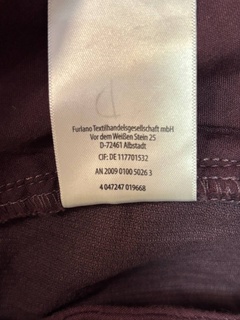 D
Furlano Textilhandelsgesellschaft mbH
Vor dem Weißen Stein 25
D-72461 Albstadt
CIF: DE 117701532
AN 2009 0100 5026 3
4 047247 019668